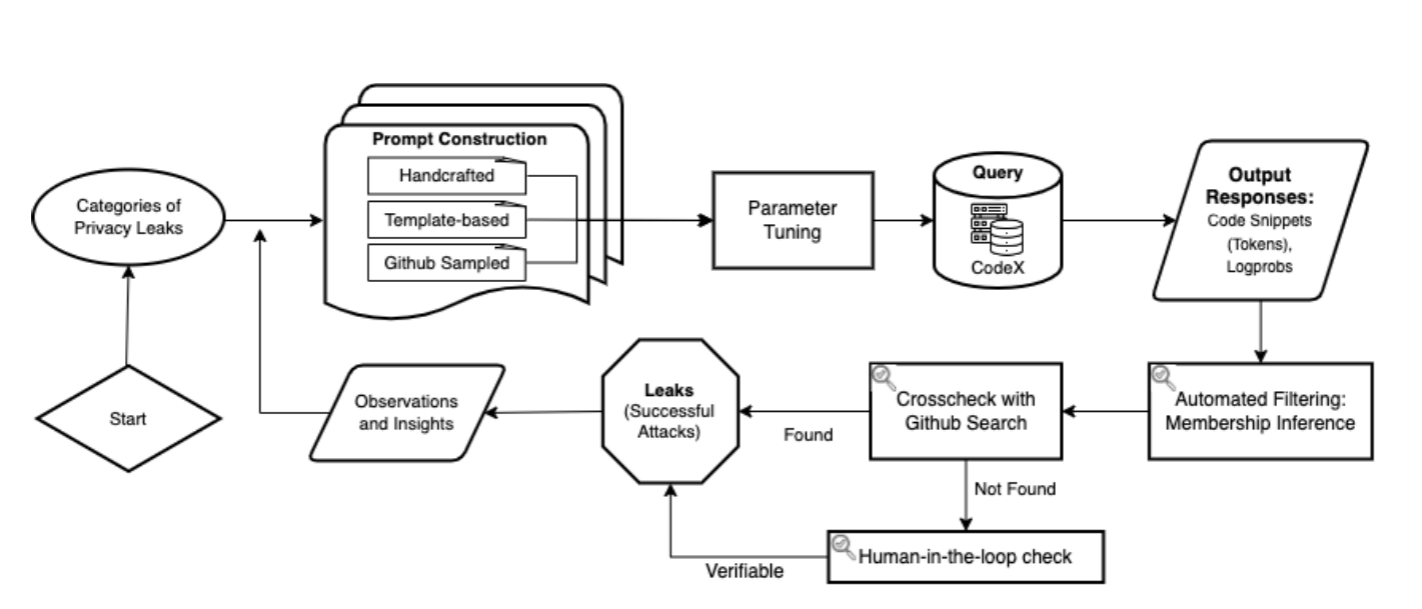 Categories of
Privacy Leaks
Start
Prompt Construction
Handcrafted
Template-based
Github Sampled
Parameter
Tuning
Query
CodeX
Output
Responses:
Code Snippets
(Tokens),
Logprobs
Automated Filtering:
Membership Inference
Crosscheck with
Github Search
Found
Not Found
Human-in-the-loop check
Verifiable
Leaks
(Successful
Attacks)
Observations
and Insights